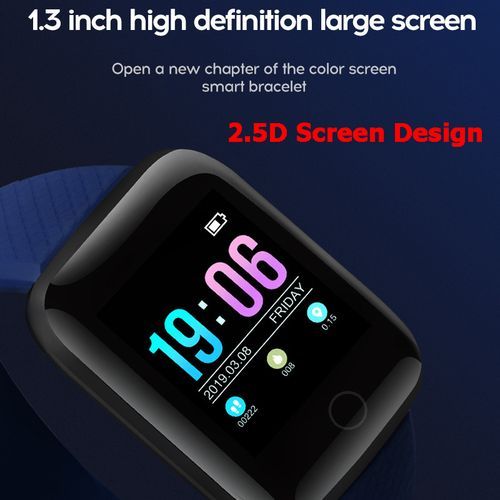 1.3 inch high definition large screen
Open a new chapter of the color screen
smart bracelet
2.5D Screen Design
19:06
2019.03.08 FRIDAY
00222
008
0.15